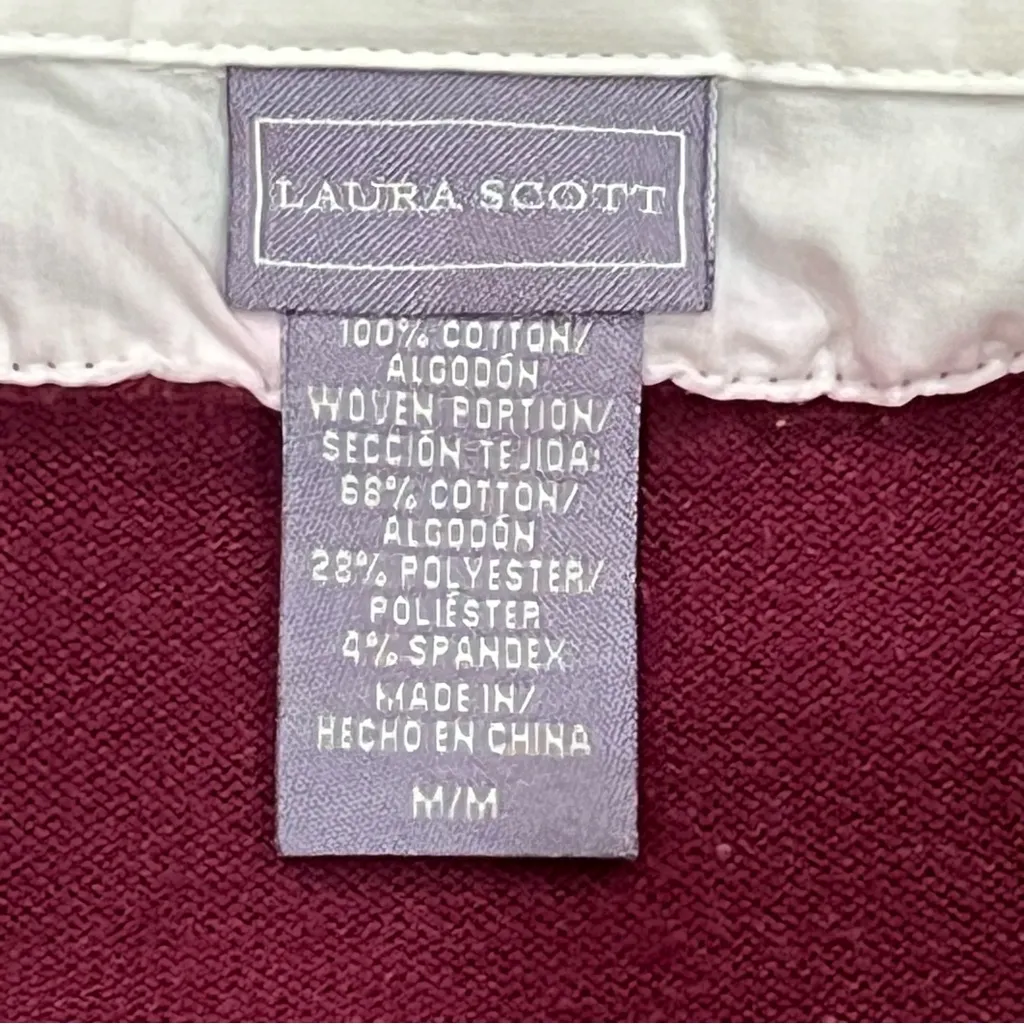 LAURA SCOTT
100% COTTON/
ALGODÓN
WOVEN PORTION/
SECCIÓN TEJIDA:
68% COTTON/
ALGODÓN
28% POLYESTER/
POLIÉSTER
4% SPANDEX
MADE IN/
HECHO EN CHINA
M/M